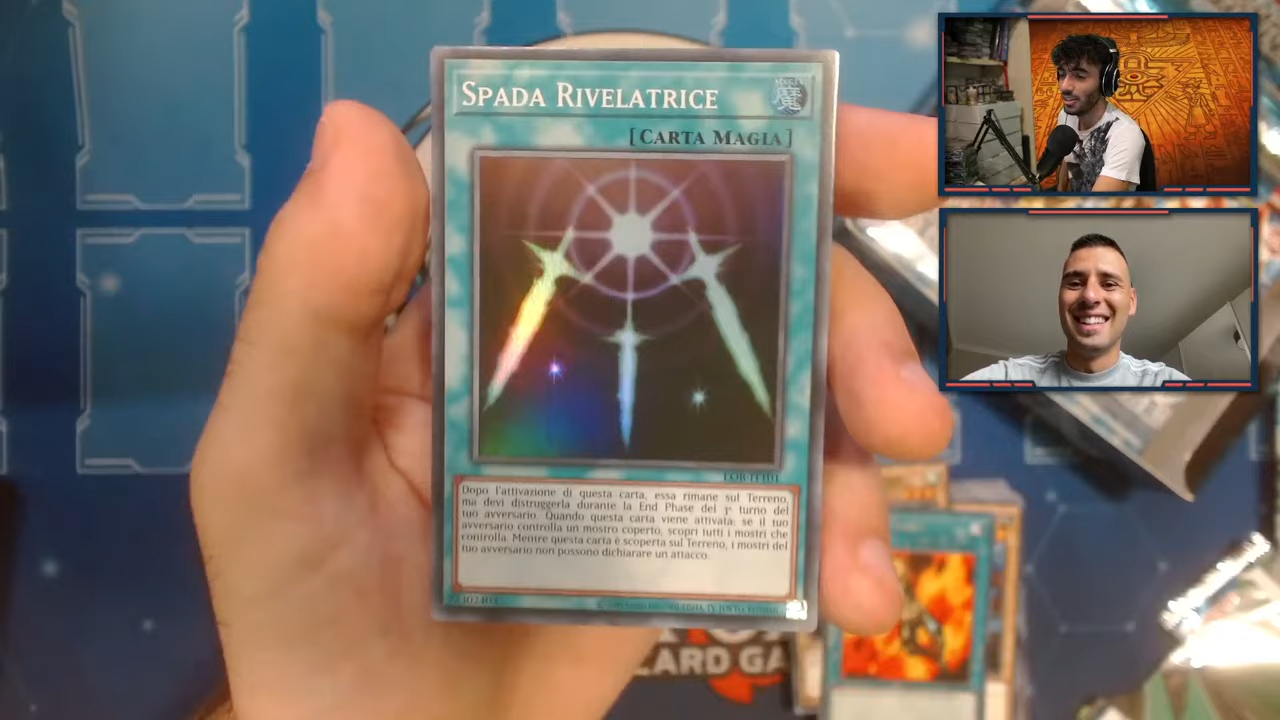 SPADA RIVELATRICE
[CARTA MAGIA]
Dopo l'attivazione di questa carta, essa rimane sul Terreno,
ma devi distruggerla durante la End Phase del 3° turno del
tuo avversario. Quando questa carta viene attivata: se il tuo
avversario controlla un mostro coperto, scopri tutti i mostri che
controlla. Mentre questa carta è scoperta sul Terreno, i mostri del
tuo avversario non possono dichiarare un attacco.
CARD GA